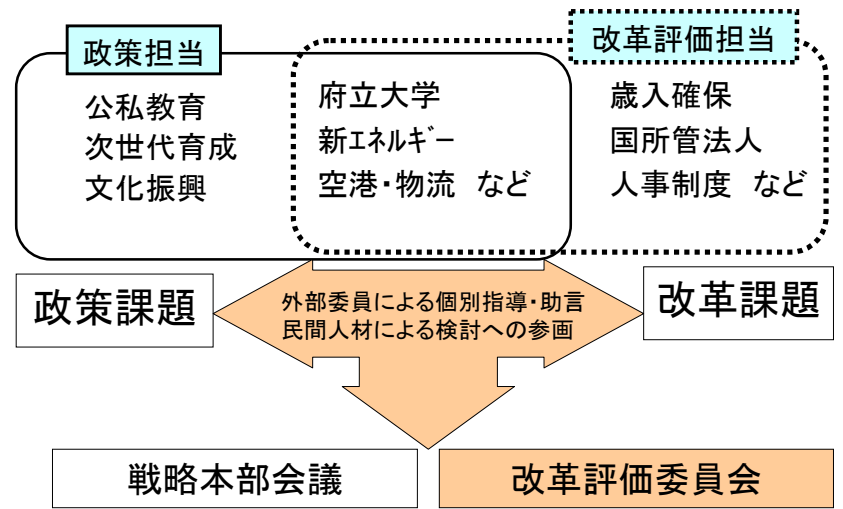 政策担当
改革評価担当
公私教育
次世代育成
文化振興
府立大学
新ｴﾈﾙｷﾞｰ
空港・物流　など
歳入確保
国所管法人
人事制度　など
政策課題
外部委員による個別指導・助言
民間人材による検討への参画
改革課題
戦略本部会議
改革評価委員会